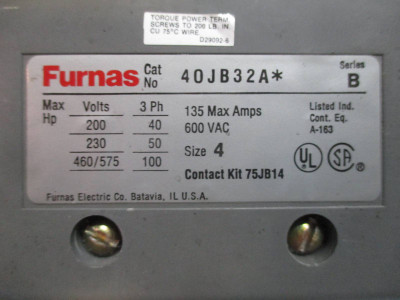 TORQUE POWER TERM.
SCREWS TO 200 LB. IN.
CU 75°C WIRE
D29092-6
Furnas Cat No 40JB32A* Series B
Max Hp Volts 3 Ph
200 40
230 50
460/575 100
135 Max Amps
600 VAC
Size 4
Contact Kit 75JB14
Listed Ind.
Cont. Eq.
A-163
UL SA
Furnas Electric Co. Batavia, IL U.S.A.